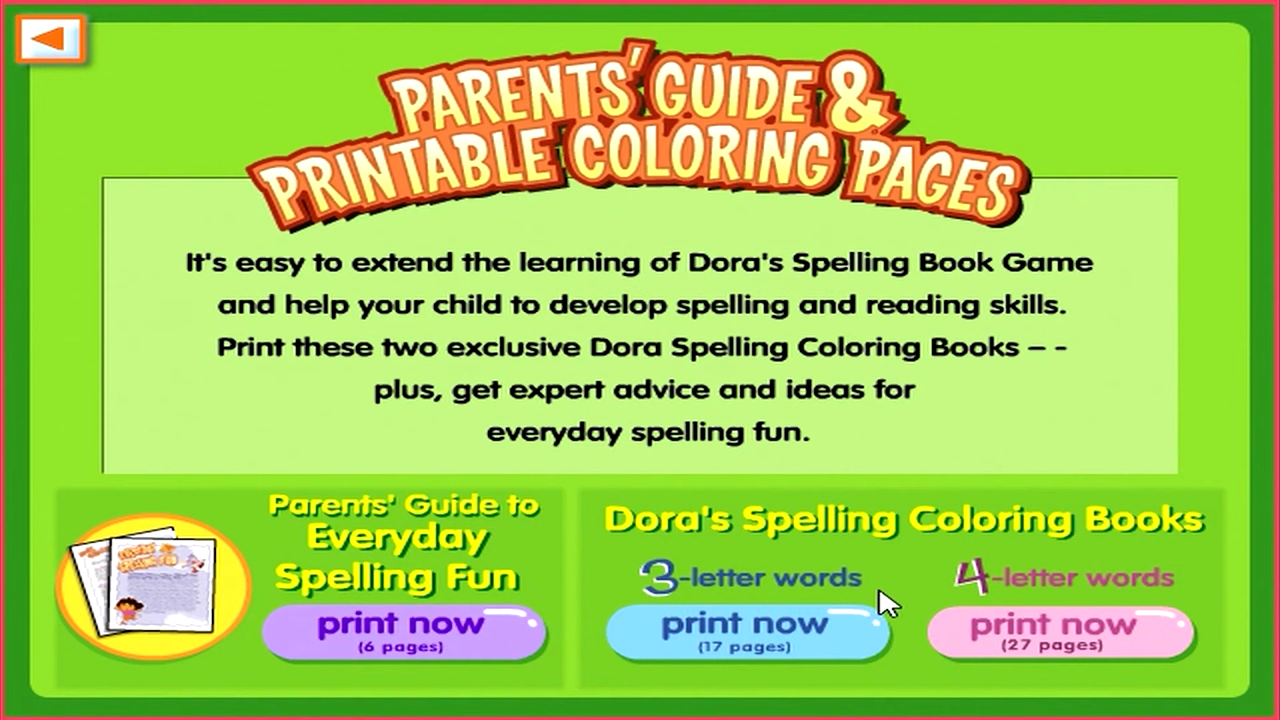 PARENTS' GUIDE &
PRINTABLE COLORING PAGES
It's easy to extend the learning of Dora's Spelling Book Game
and help your child to develop spelling and reading skills.
Print these two exclusive Dora Spelling Coloring Books – -
plus, get expert advice and ideas for
everyday spelling fun.
Parents' Guide to
Everyday
Spelling Fun
print now
(6 pages)
Dora's Spelling Coloring Books
3-letter words
print now
(17 pages)
4-letter words
print now
(27 pages)